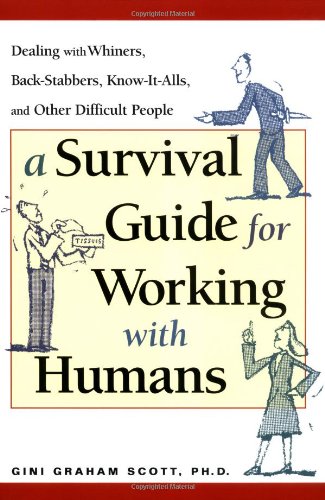 Dealing with Whiners,
Back-Stabbers, Know-It-Alls,
and Other Difficult People
a Survival
Guide for
Working
with
Humans
TISSUES
GINI GRAHAM SCOTT, PH.D.